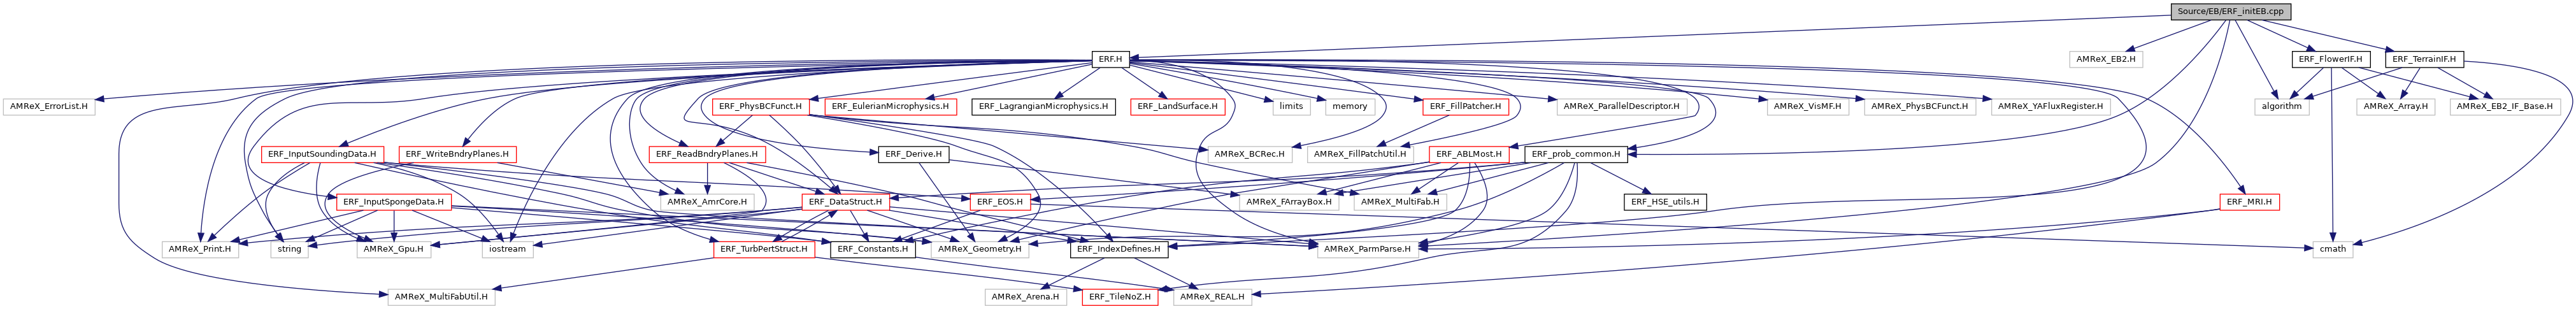 Source/EB/ERF_initEB.cpp
ERF.H
AMReX_EB2.H
ERF_FlowerIF.H
ERF_TerrainIF.H
AMReX_ErrorList.H
ERF_PhysBCFunct.H
ERF_EulerianMicrophysics.H
ERF_LagrangianMicrophysics.H
ERF_LandSurface.H
limits
memory
ERF_FillPatcher.H
AMReX_ParallelDescriptor.H
AMReX_VisMF.H
AMReX_PhysBCFunct.H
AMReX_YAFluxRegister.H
algorithm
AMReX_Array.H
AMReX_EB2_IF_Base.H
ERF_InputSoundingData.H
ERF_WriteBndryPlanes.H
ERF_ReadBndryPlanes.H
ERF_Derive.H
AMReX_BCRec.H
AMReX_FillPatchUtil.H
ERF_ABLMost.H
ERF_prob_common.H
ERF_InputSpongeData.H
AMReX_AmrCore.H
ERF_DataStruct.H
ERF_EOS.H
AMReX_FArrayBox.H
AMReX_MultiFab.H
ERF_HSE_utils.H
ERF_MRI.H
AMReX_Print.H
string
AMReX_Gpu.H
iostream
ERF_TurbPertStruct.H
ERF_Constants.H
AMReX_Geometry.H
ERF_IndexDefines.H
AMReX_ParmParse.H
cmath
AMReX_MultiFabUtil.H
AMReX_Arena.H
ERF_TileNoZ.H
AMReX_REAL.H